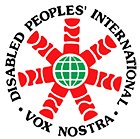 DISABLED PEOPLES' INTERNATIONAL
• VOX NOSTRA •